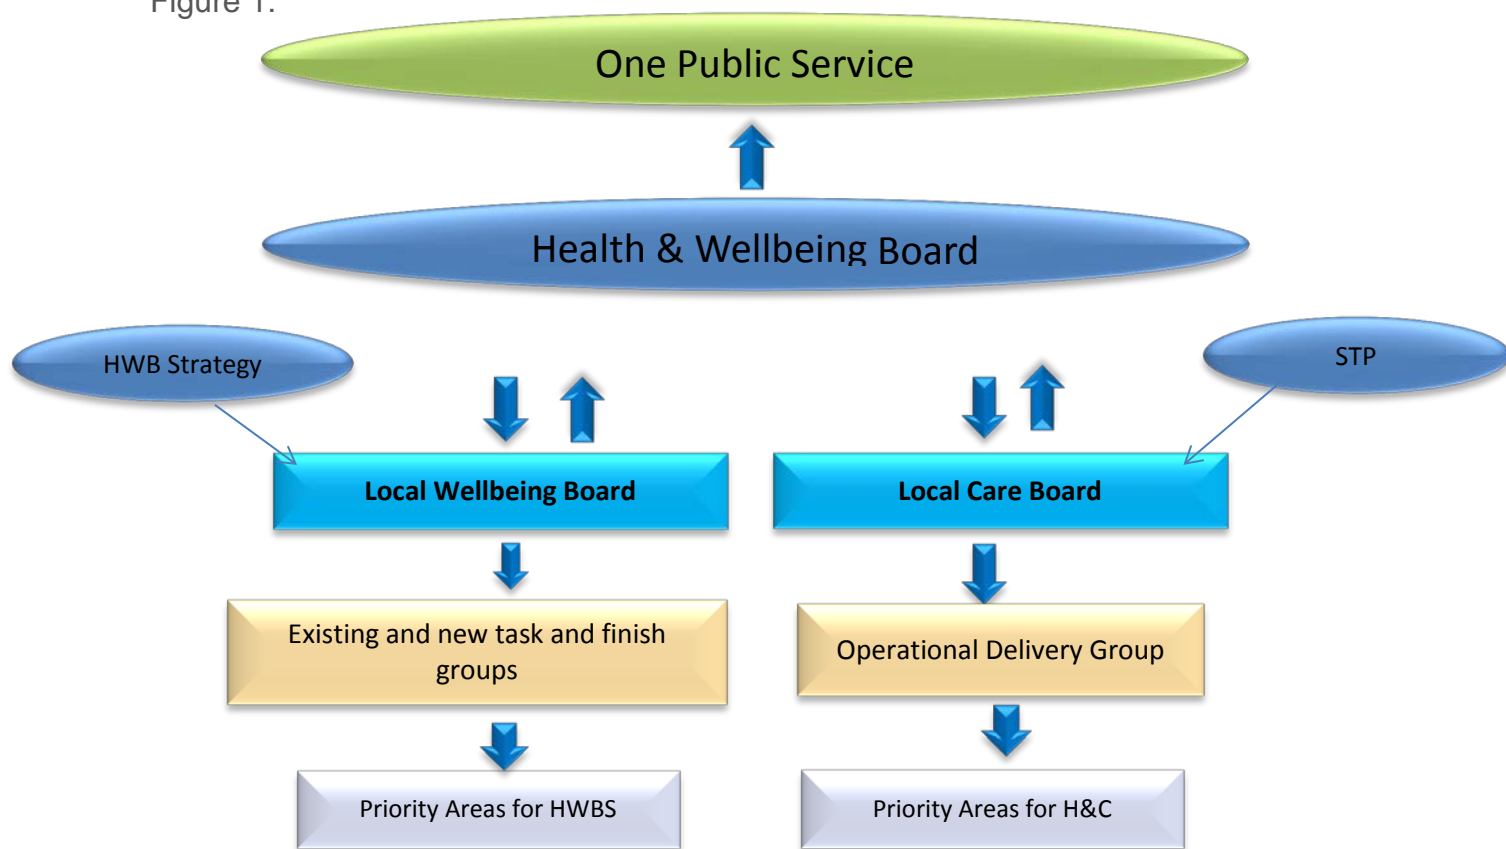 Figure 1.
One Public Service
Health & Wellbeing Board
HWB Strategy
STP
Local Wellbeing Board
Local Care Board
Existing and new task and finish
groups
Operational Delivery Group
Priority Areas for HWBS
Priority Areas for H&C